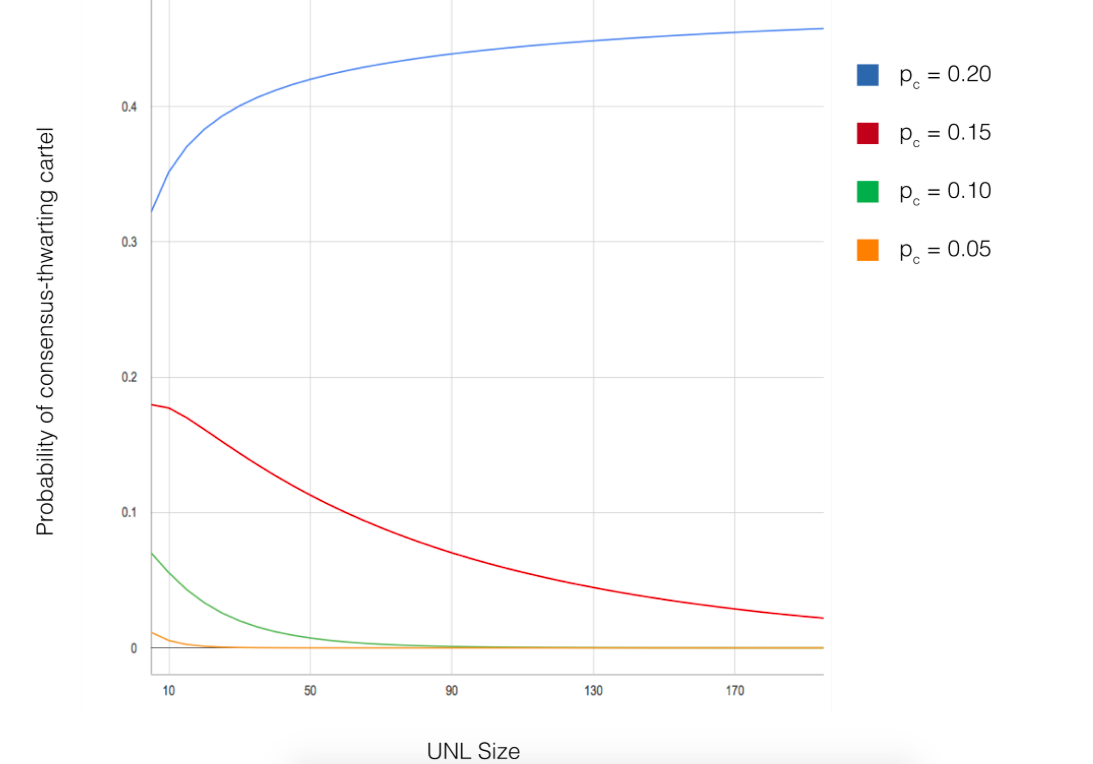 Probability of consensus-thwarting cartel
0.4
0.3
0.2
0.1
0
10 50 90 130 170
UNL Size
pc = 0.20
pc = 0.15
pc = 0.10
pc = 0.05